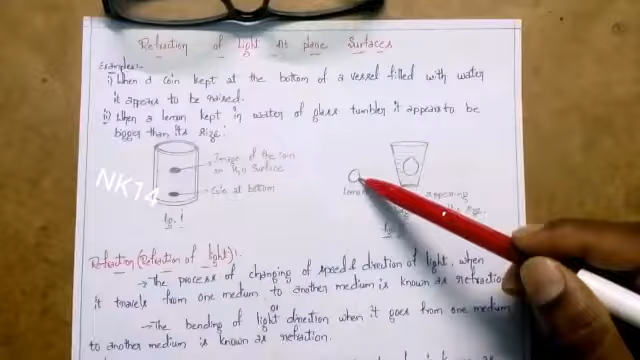 Refraction of light at plane Surfaces
Examples:-
i) When a coin kept at the bottom of a vessel filled with water
it appears to be raised.
ii) When a lemon kept in water of glass tumbler it appears to be
bigger than its size:
Image of the coin
on H₂O Surface
Coin at bottom
NK14
lemon
appearing
size.
Refraction (Refraction of light):
→ The process of changing of speed & direction of light, when
it travels from one medium to another medium is known as refraction
or
→ The bending of light direction when it goes from one medium
to another medium is known as refraction.